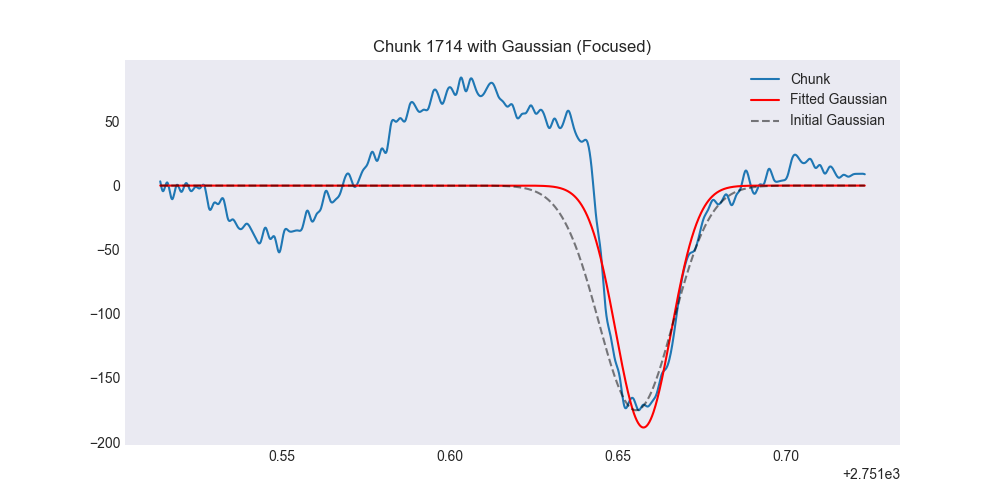 Chunk 1714 with Gaussian (Focused)
Chunk
Fitted Gaussian
Initial Gaussian
50
0
−50
−100
−150
−200
0.55 0.60 0.65 0.70
+2.751e3